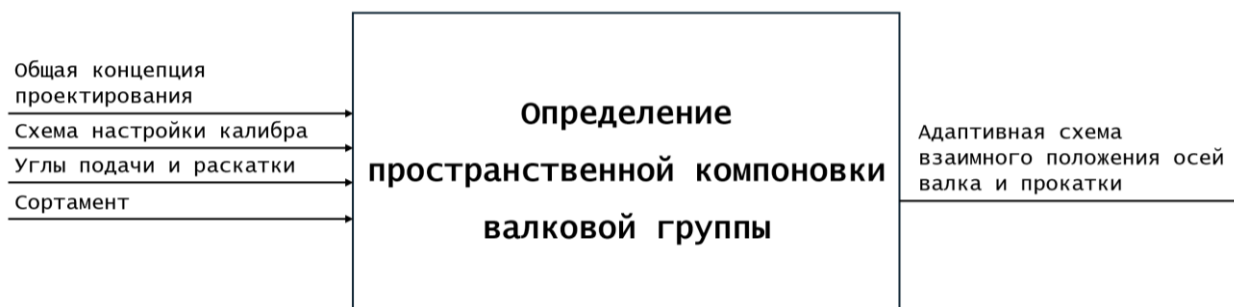 Общая концепция
проектирования
Схема настройки калибра
Углы подачи и раскатки
Сортамент
Определение
пространственной компоновки
валковой группы
Адаптивная схема
взаимного положения осей
валка и прокатки